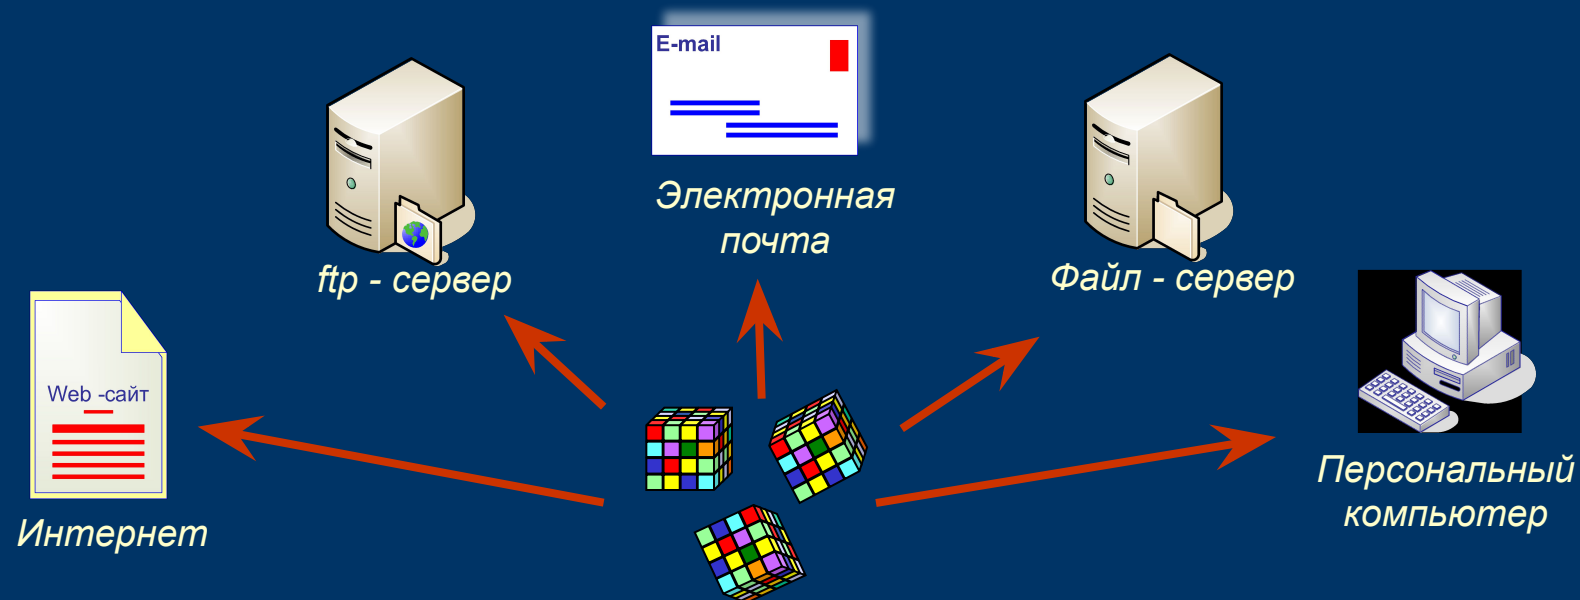 E-mail
Электронная
почта
ftp - сервер
Файл - сервер
Web -сайт
Интернет
Персональный
компьютер